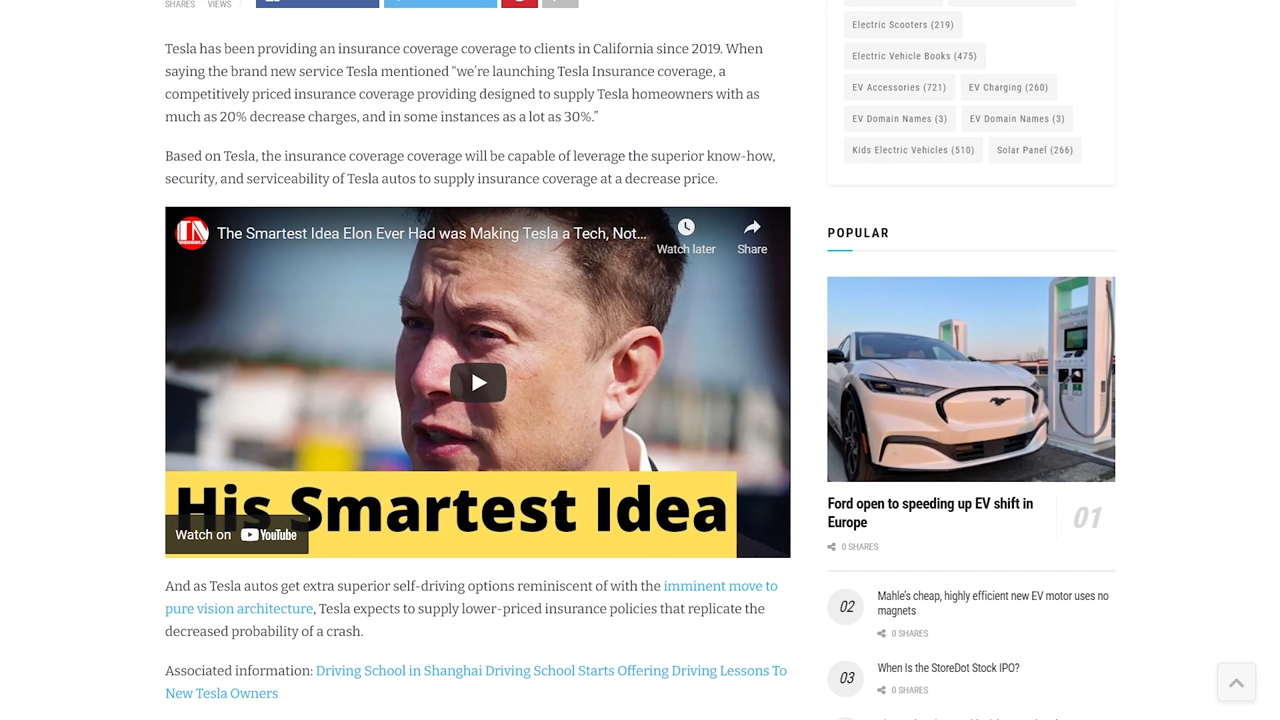 SHARES VIEWS
Tesla has been providing an insurance coverage coverage to clients in California since 2019. When
saying the brand new service Tesla mentioned “we’re launching Tesla Insurance coverage, a
competitively priced insurance coverage providing designed to supply Tesla homeowners with as
much as 20% decrease charges, and in some instances as a lot as 30%.”
Based on Tesla, the insurance coverage coverage will be capable of leverage the superior know-how,
security, and serviceability of Tesla autos to supply insurance coverage at a decrease price.
The Smartest Idea Elon Ever Had was Making Tesla a Tech, Not...
Watch later
Share
His Smartest Idea
Watch on YouTube
And as Tesla autos get extra superior self-driving options reminiscent of with the imminent move to
pure vision architecture, Tesla expects to supply lower-priced insurance policies that replicate the
decreased probability of a crash.
Associated information: Driving School in Shanghai Driving School Starts Offering Driving Lessons To
New Tesla Owners
Electric Scooters (219)
Electric Vehicle Books (475)
EV Accessories (721) EV Charging (260)
EV Domain Names (3) EV Domain Names (3)
Kids Electric Vehicles (510) Solar Panel (266)
POPULAR
Ford open to speeding up EV shift in
Europe
01
0 SHARES
02
Mahle’s cheap, highly efficient new EV motor uses no
magnets
0 SHARES
03
When Is the StoreDot Stock IPO?
0 SHARES